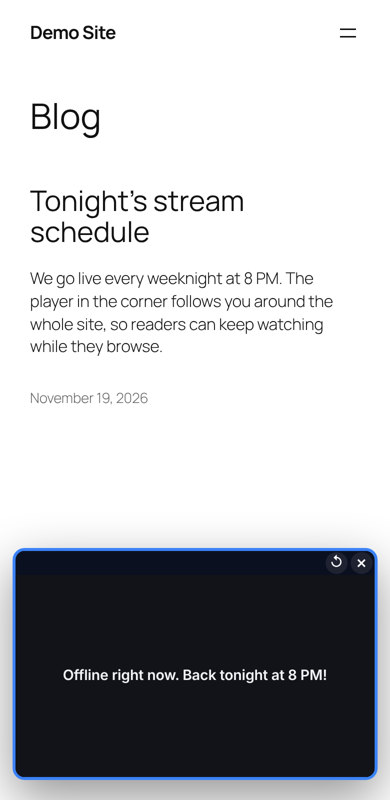 Demo Site
Blog
Tonight’s stream
schedule
We go live every weeknight at 8 PM. The
player in the corner follows you around the
whole site, so readers can keep watching
while they browse.
November 19, 2026
Offline right now. Back tonight at 8 PM!